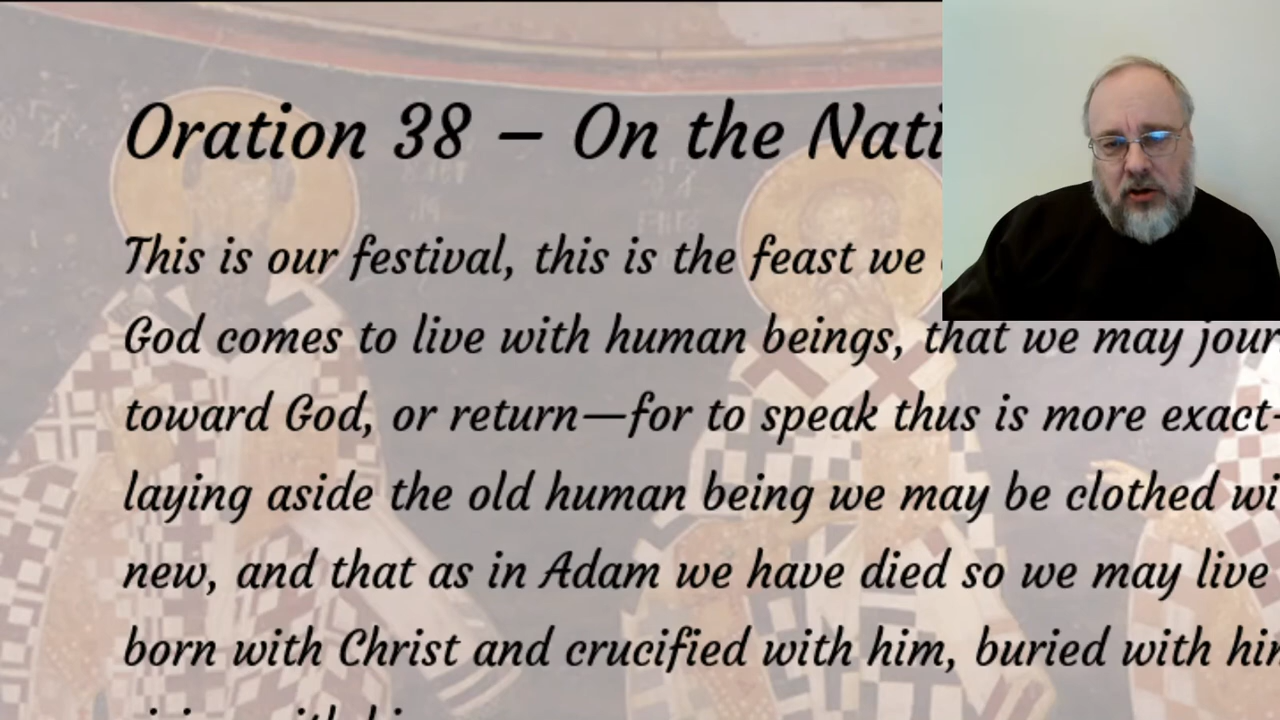 Oration 38 – On the Nati
This is our festival, this is the feast we
God comes to live with human beings, that we may jour
toward God, or return—for to speak thus is more exact-
laying aside the old human being we may be clothed wi
new, and that as in Adam we have died so we may live
born with Christ and crucified with him, buried with hi